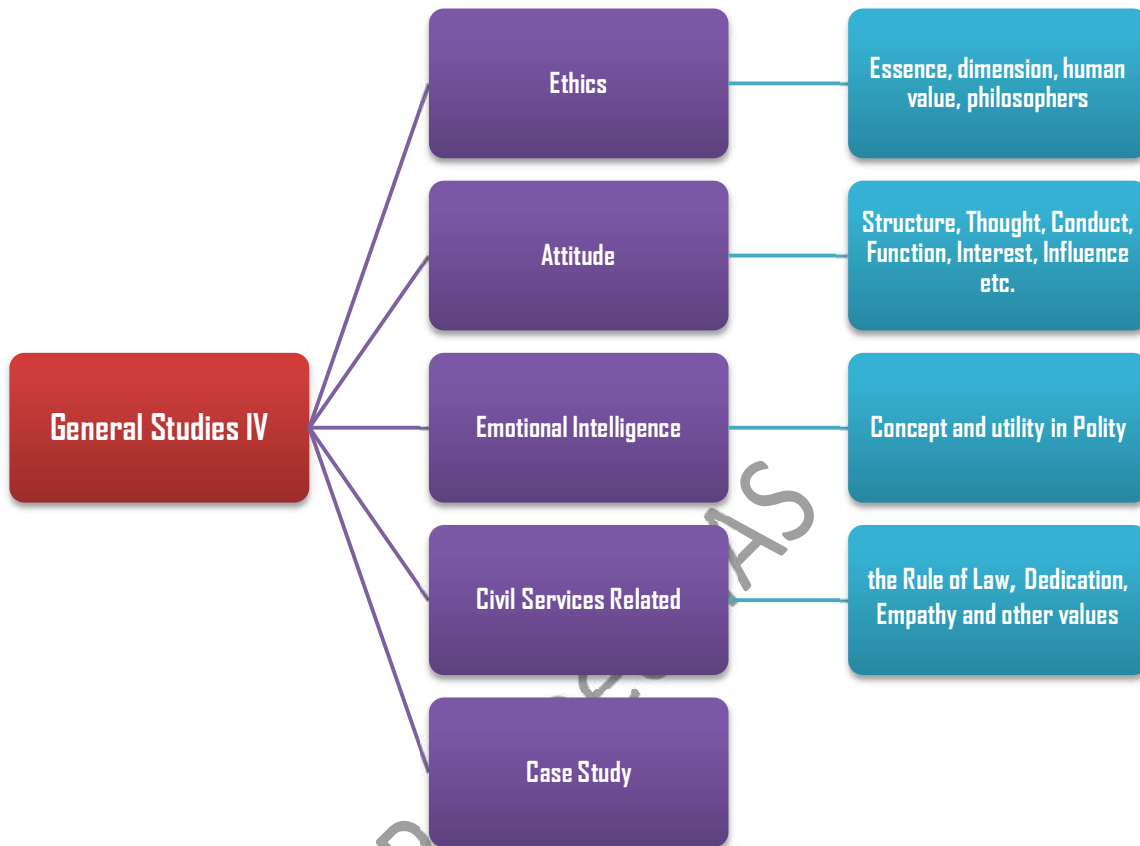 Ethics
Essence, dimension, human
value, philosophers
Attitude
Structure, Thought, Conduct,
Function, Interest, Influence
etc.
General Studies IV
Emotional Intelligence
Concept and utility in Polity
Civil Services Related
the Rule of Law, Dedication,
Empathy and other values
Case Study